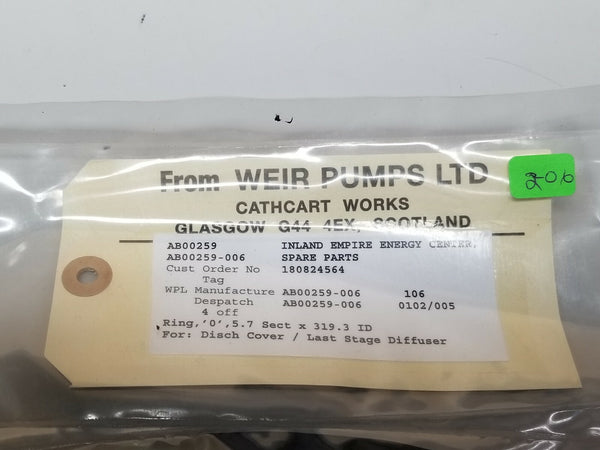 From WEIR PUMPS LTD
CATHCART WORKS
GLASGOW G44 4EX, SCOTLAND
AB00259 INLAND EMPIRE ENERGY CENTER,
AB00259-006 SPARE PARTS
Cust Order No 180824564
Tag
WPL Manufacture AB00259-006 106
Despatch AB00259-006 0102/005
4 off
Ring,'O',5.7 Sect x 319.3 ID
For: Disch Cover / Last Stage Diffuser